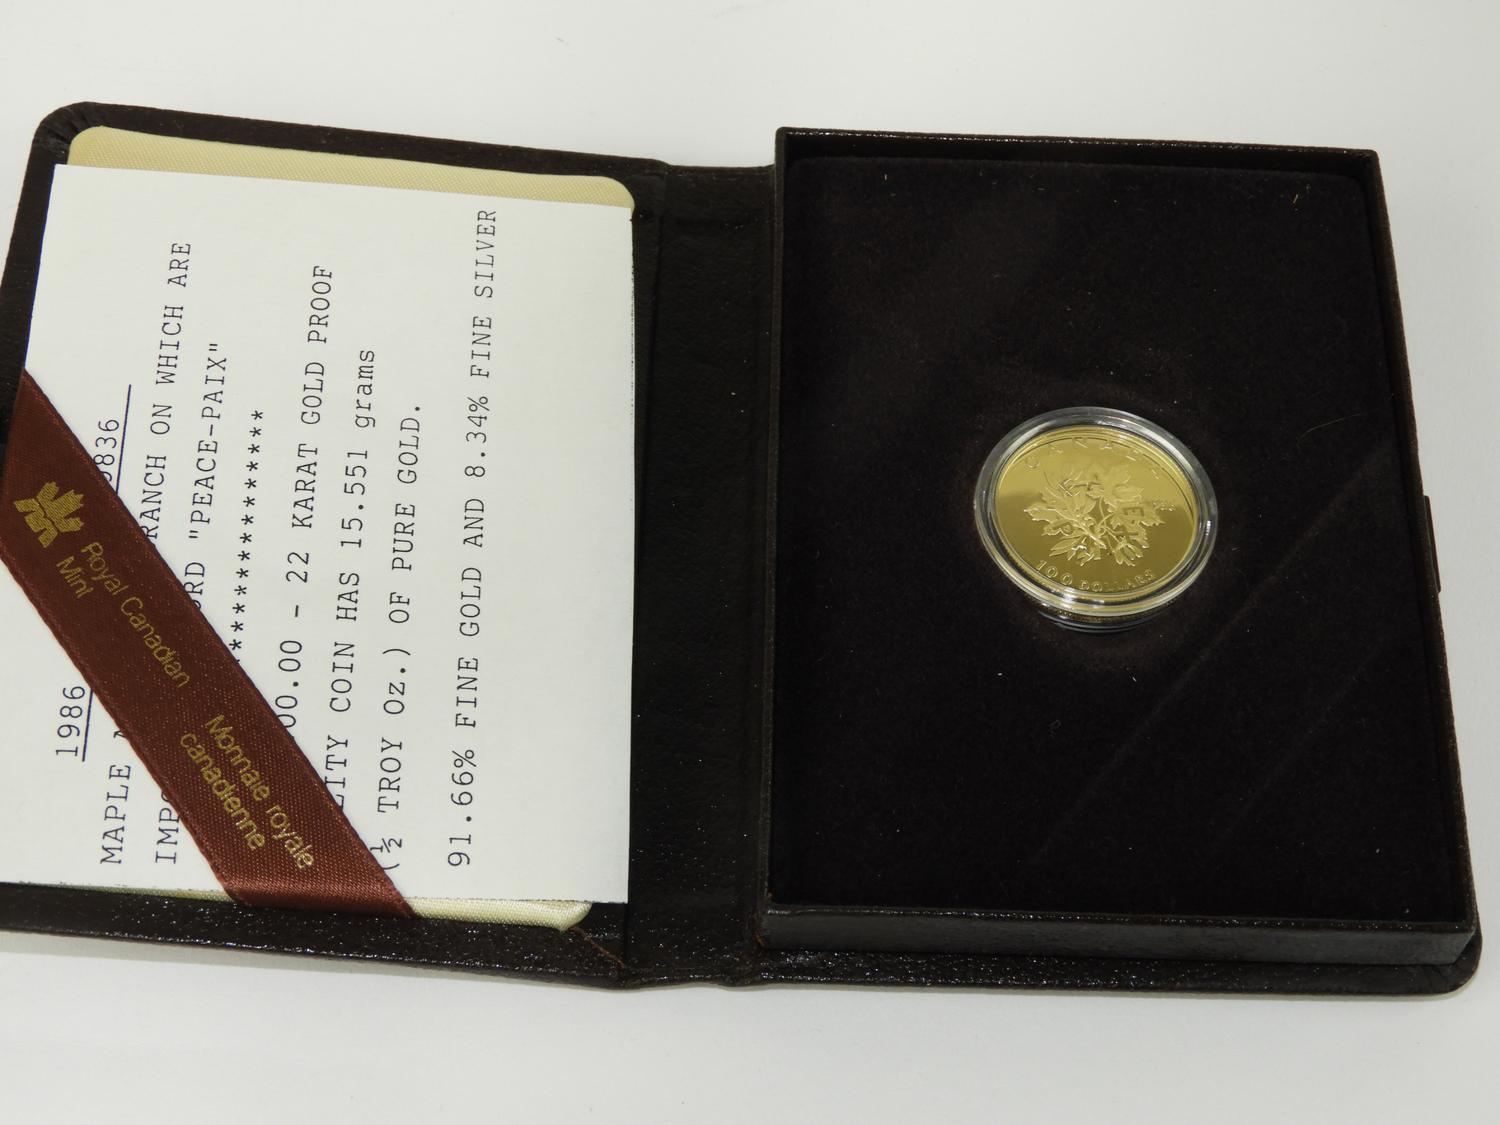 1986 5836
MAPLE RANCH ON WHICH ARE
IMP RD "PEACE-PAIX"
*************
00.00 - 22 KARAT GOLD PROOF
LITY COIN HAS 15.551 grams
(½ TROY Oz.) OF PURE GOLD.
91.66% FINE GOLD AND 8.34% FINE SILVER
Royal Canadian
Mint
Monnaie royale
canadienne
CANADA
100 DOLLARS